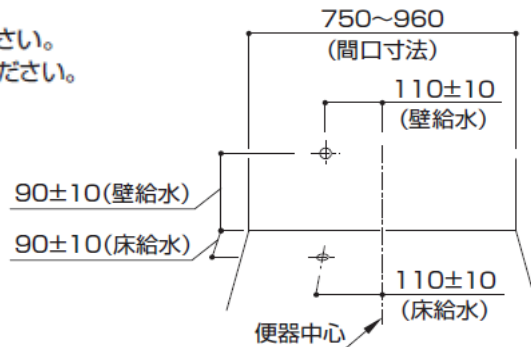 さい。
ださい。
750～960
(間口寸法)
110±10
(壁給水)
90±10(壁給水)
90±10(床給水)
110±10
(床給水)
便器中心